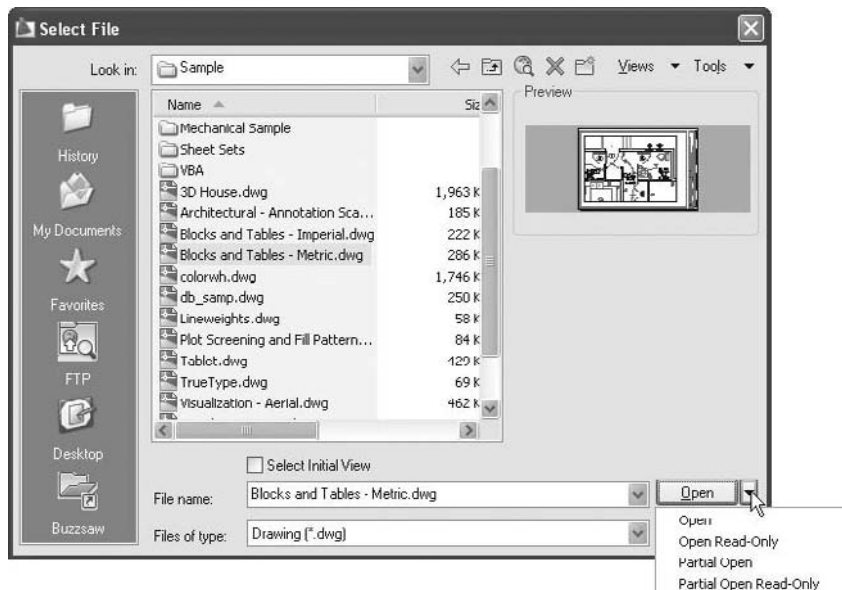 Select File
Look in:
Sample
Views
Tools
History
My Documents
Favorites
FTP
Desktop
Buzzsaw
Name
Siz
Mechanical Sample
Sheet Sets
VBA
3D House.dwg 1,963 K
Architectural - Annotation Sca... 185 K
Blocks and Tables - Imperial.dwg 222 K
Blocks and Tables - Metric.dwg 286 K
colorwh.dwg 1,746 K
db_samp.dwg 250 K
Lineweights.dwg 58 K
Plot Screening and Fill Pattern... 84 K
Tablet.dwg 429 K
TrueType.dwg 69 K
Visualization - Aerial.dwg 462 K
Preview
Select Initial View
File name: Blocks and Tables - Metric.dwg
Open
Files of type: Drawing (*.dwg)
Open
Open Read-Only
Partial Open
Partial Open Read-Only